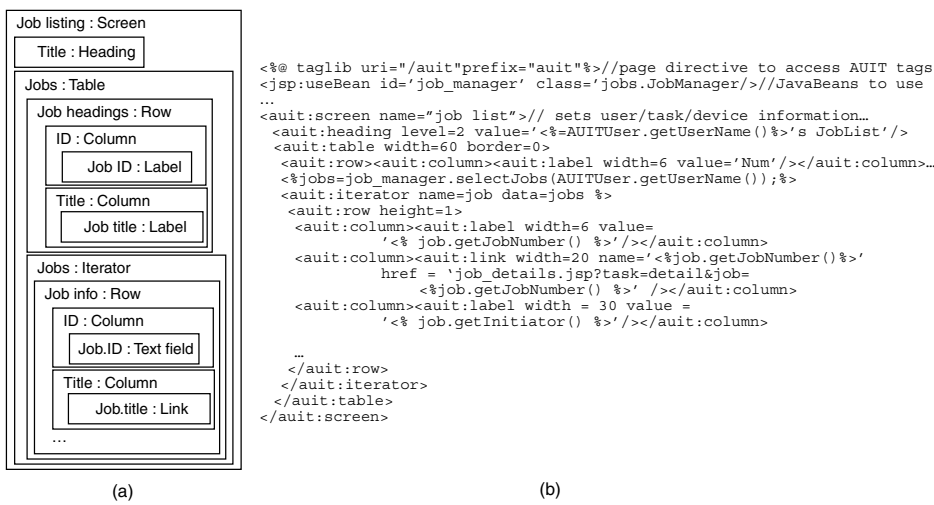 Job listing : Screen
Title : Heading
Jobs : Table
Job headings : Row
ID : Column
Job ID : Label
Title : Column
Job title : Label
Jobs : Iterator
Job info : Row
ID : Column
Job.ID : Text field
Title : Column
Job.title : Link
…
(a)
<%@ taglib uri="/auit"prefix="auit"%>//page directive to access AUIT tags
<jsp:useBean id=’job_manager’ class=’jobs.JobManager/>//JavaBeans to use
…
<auit:screen name=”job list”>// sets user/task/device information…
<auit:heading level=2 value=’<%=AUITUser.getUserName()%>’s JobList’/>
<auit:table width=60 border=0>
<auit:row><auit:column><auit:label width=6 value=’Num’/></auit:column>…
<%jobs=job_manager.selectJobs(AUITUser.getUserName());%>
<auit:iterator name=job data=jobs %>
<auit:row height=1>
<auit:column><auit:label width=6 value=
’<% job.getJobNumber() %>’/></auit:column>
<auit:column><auit:link width=20 name=’<%job.getJobNumber()%>’
href = ‘job_details.jsp?task=detail&job=
<%job.getJobNumber() %>’ /></auit:column>
<auit:column><auit:label width = 30 value =
’<% job.getInitiator() %>’/></auit:column>
…
</auit:row>
</auit:iterator>
</auit:table>
</auit:screen>
(b)